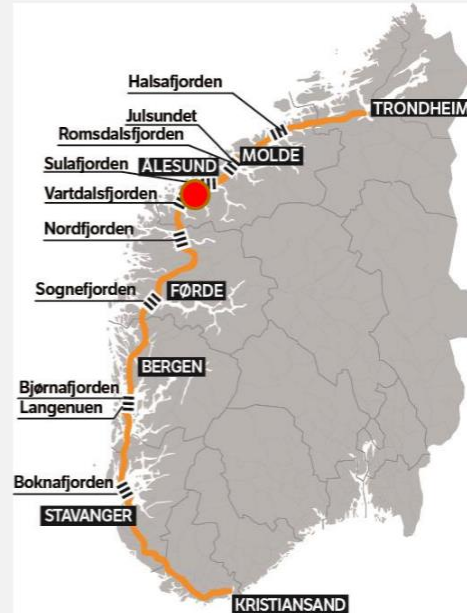 Halsafjorden
TRONDHEIM
Julsundet
Romsdalsfjorden
MOLDE
Sulafjorden
ÅLESUND
Vartdalsfjorden
Nordfjorden
Sognefjorden
FØRDE
BERGEN
Bjørnafjorden
Langenuen
Boknafjorden
STAVANGER
KRISTIANSAND